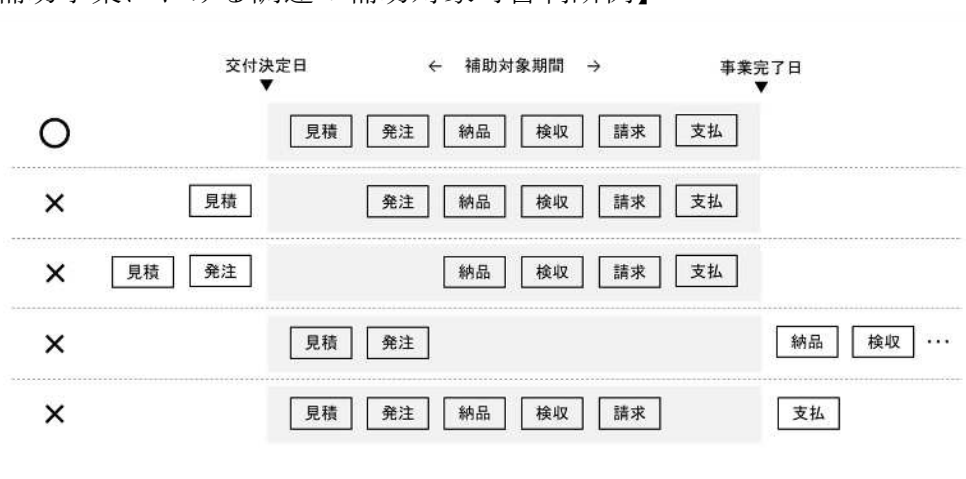 交付決定日 ← 補助対象期間 → 事業完了日
▼ ▼
○ 見積 発注 納品 検収 請求 支払
× 見積 発注 納品 検収 請求 支払
× 見積 発注 納品 検収 請求 支払
× 見積 発注 納品 検収 …
× 見積 発注 納品 検収 請求 支払